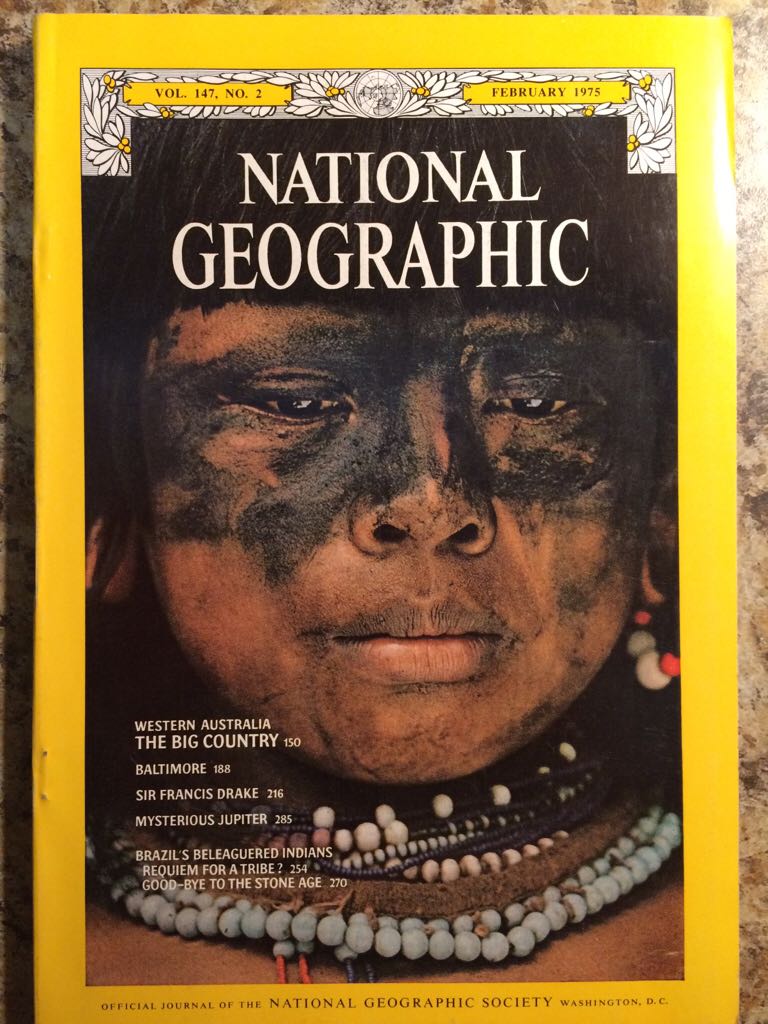 VOL. 147, NO. 2
FEBRUARY 1975
NATIONAL
GEOGRAPHIC
WESTERN AUSTRALIA
THE BIG COUNTRY 150
BALTIMORE 188
SIR FRANCIS DRAKE 216
MYSTERIOUS JUPITER 285
BRAZIL'S BELEAGUERED INDIANS
REQUIEM FOR A TRIBE? 254
GOOD-BYE TO THE STONE AGE 270
OFFICIAL JOURNAL OF THE NATIONAL GEOGRAPHIC SOCIETY WASHINGTON, D.C.